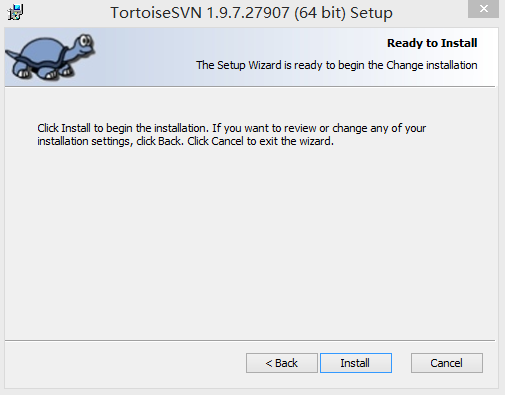 TortoiseSVN 1.9.7.27907 (64 bit) Setup
Ready to Install
The Setup Wizard is ready to begin the Change installation
Click Install to begin the installation. If you want to review or change any of your
installation settings, click Back. Click Cancel to exit the wizard.
< Back
Install
Cancel